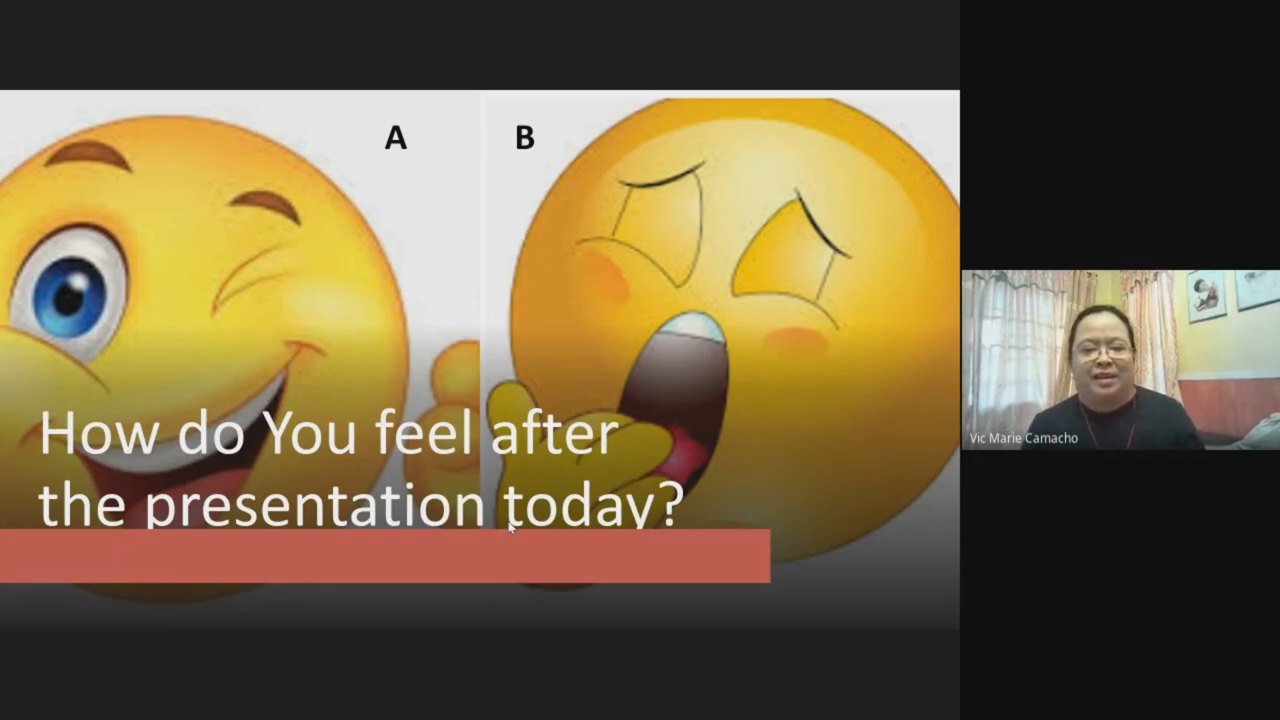 A
B
How do You feel after
the presentation today?
Vic Marie Camacho